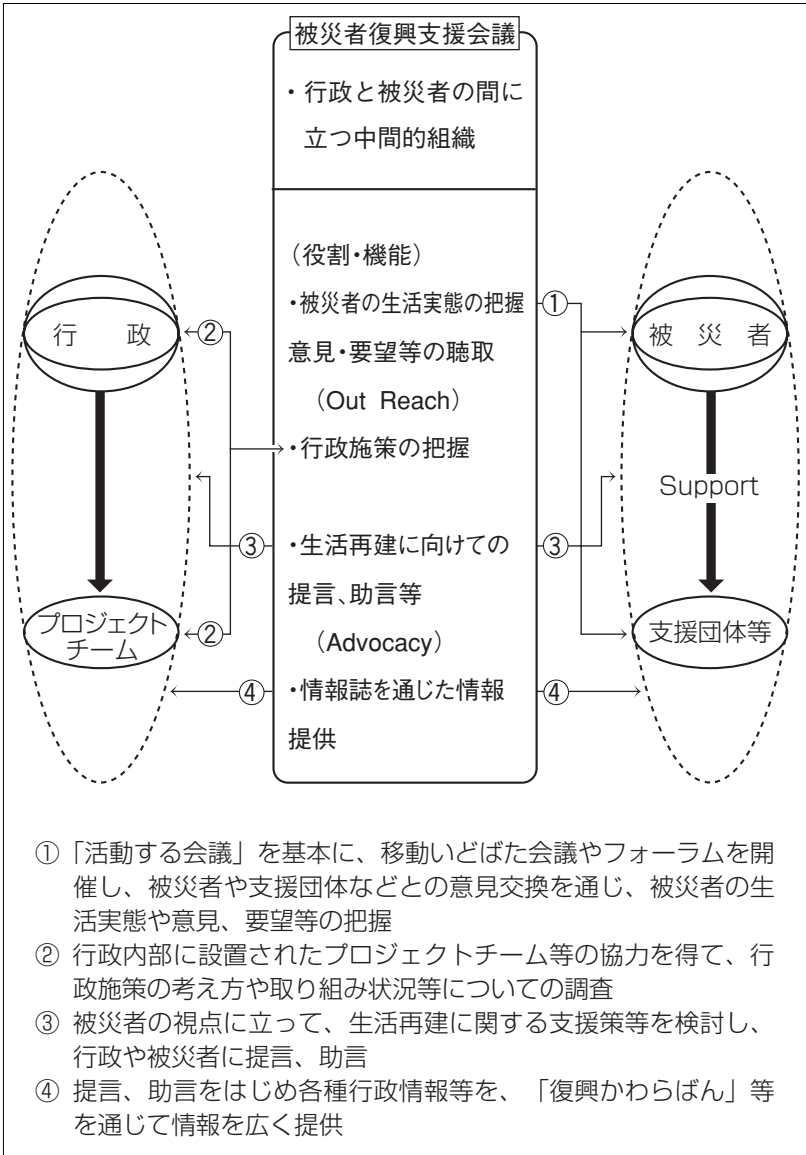 被災者復興支援会議
・行政と被災者の間に
立つ中間的組織
(役割・機能)
・被災者の生活実態の把握
意見・要望等の聴取
(Out Reach)
・行政施策の把握
・生活再建に向けての
提言、助言等
(Advocacy)
・情報誌を通じた情報
提供
行 政
②
プロジェクト
チーム
②
③
④
①
③
④
被 災 者
Support
支援団体等
① 「活動する会議」を基本に、移動いどばた会議やフォーラムを開
催し、被災者や支援団体などとの意見交換を通じ、被災者の生
活実態や意見、要望等の把握
② 行政内部に設置されたプロジェクトチーム等の協力を得て、行
政施策の考え方や取り組み状況等についての調査
③ 被災者の視点に立って、生活再建に関する支援策等を検討し、
行政や被災者に提言、助言
④ 提言、助言をはじめ各種行政情報等を、「復興かわらばん」等
を通じて情報を広く提供